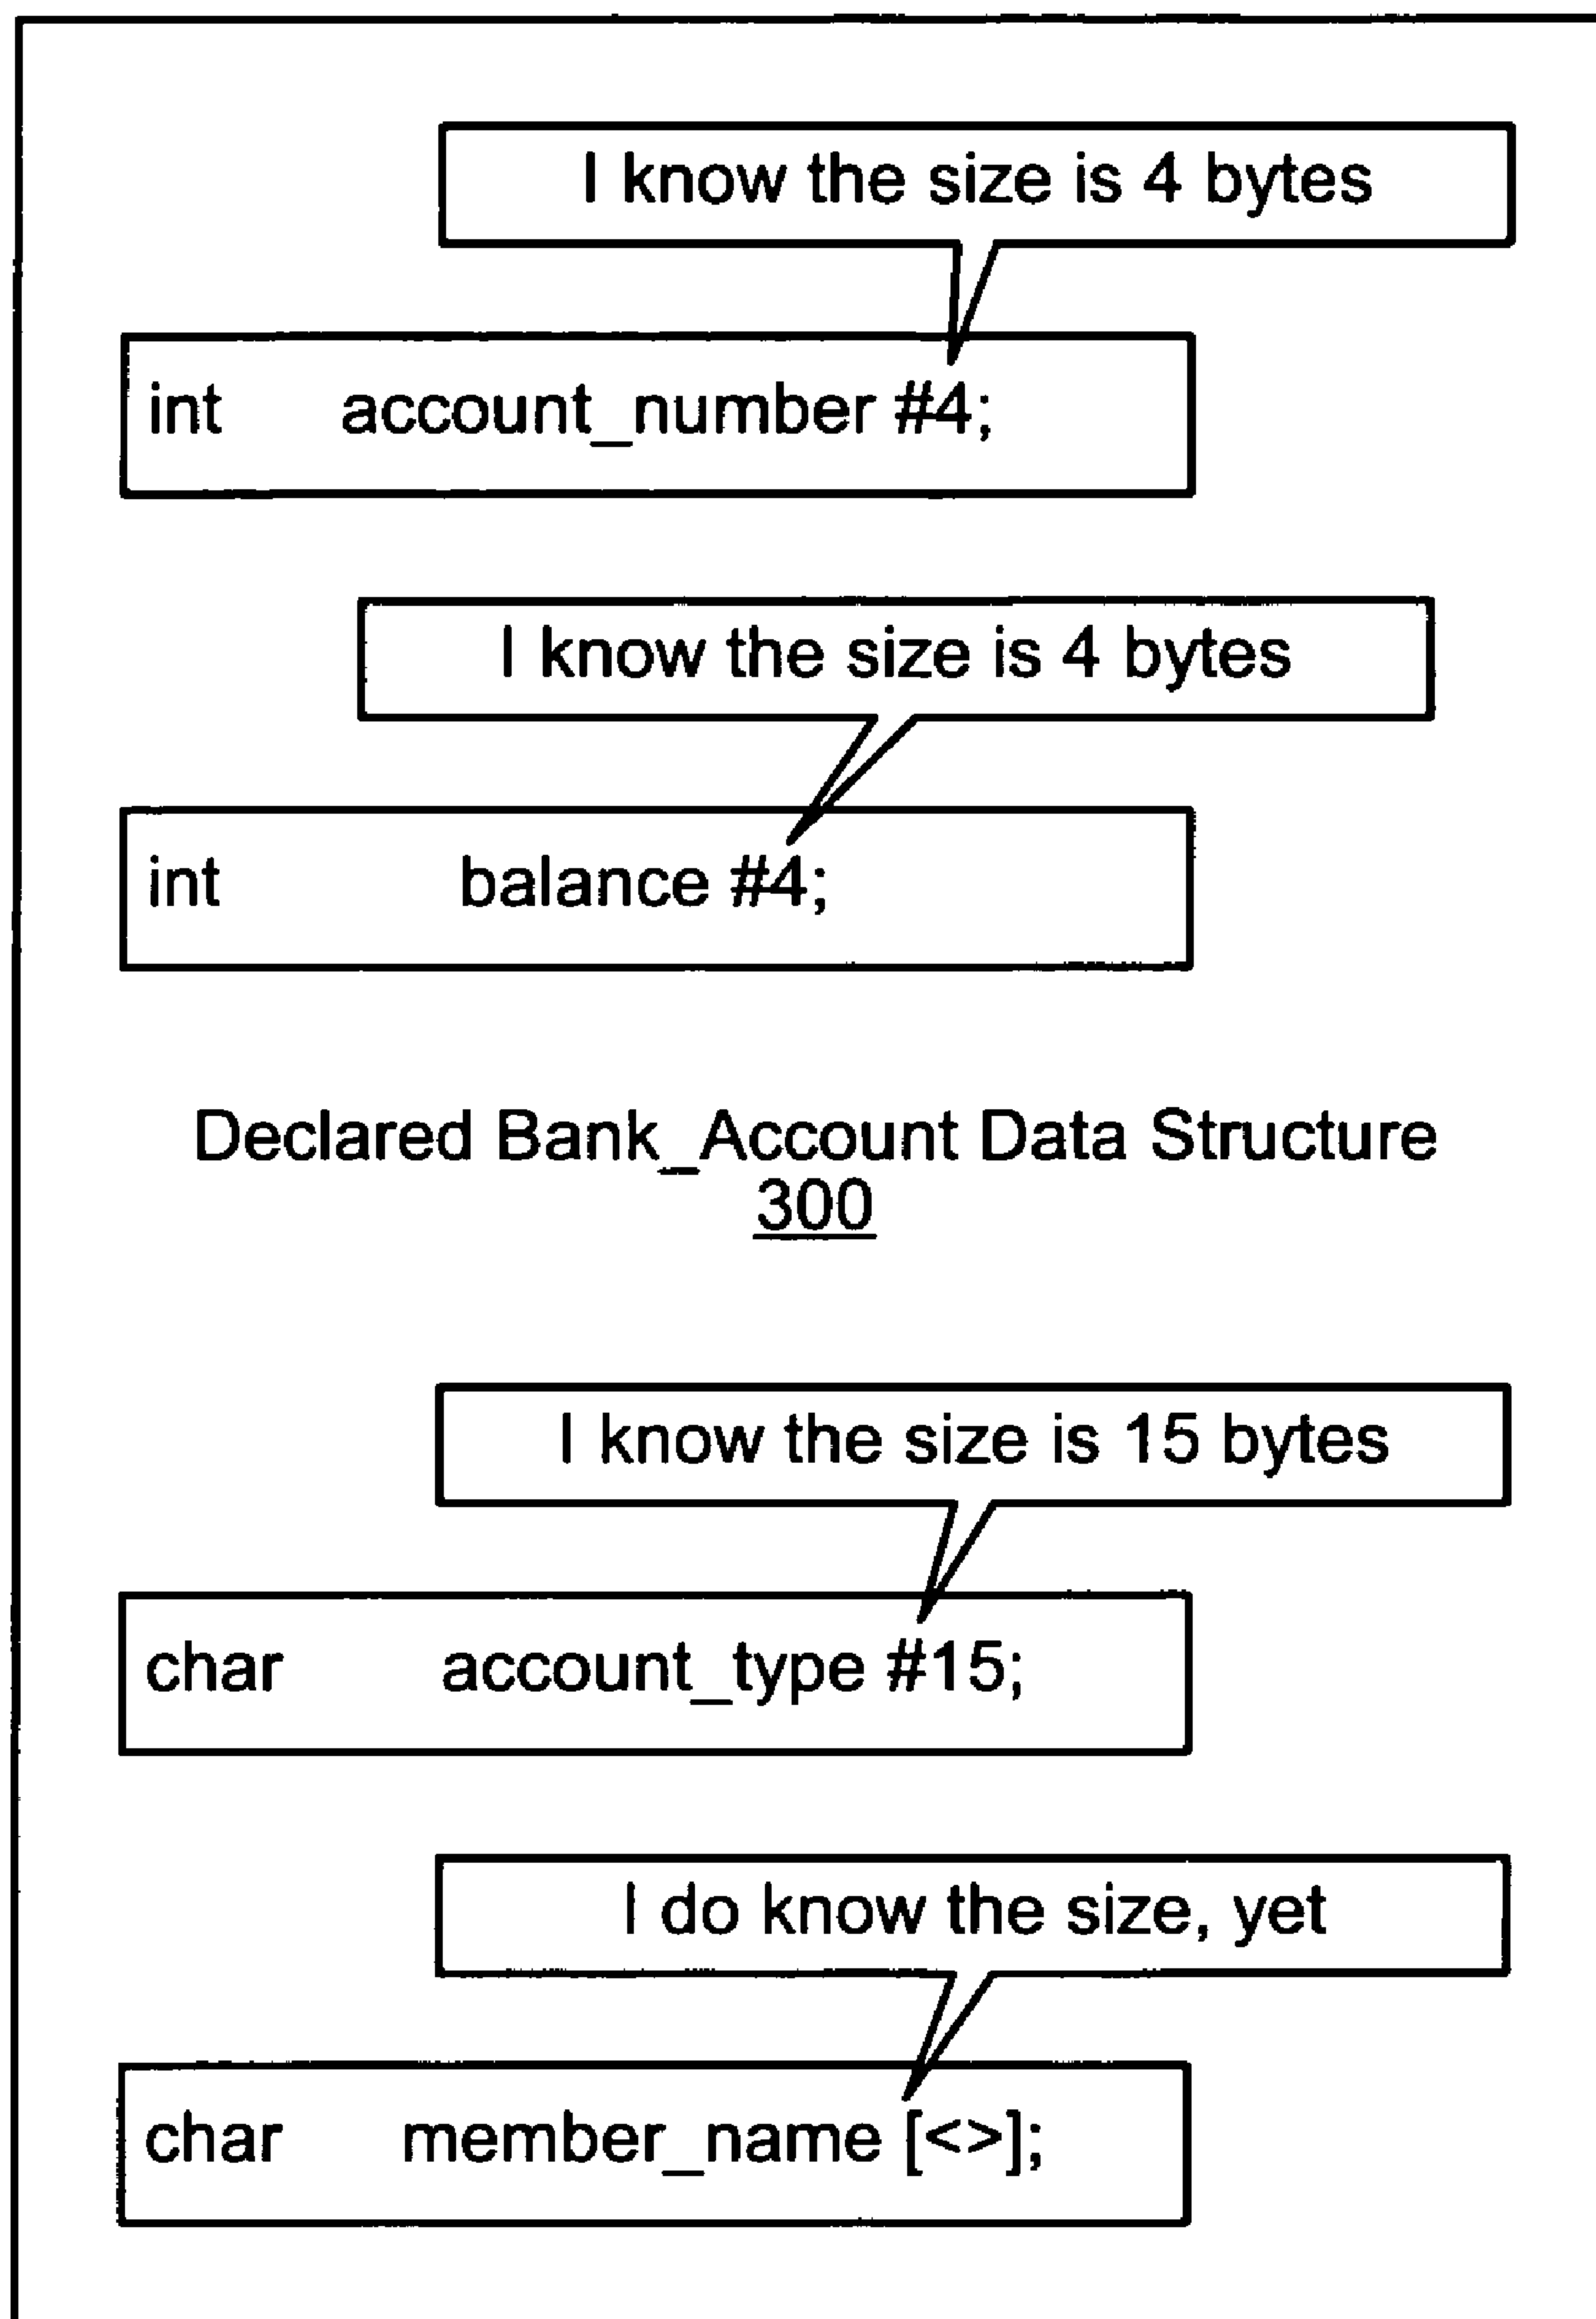 I know the size is 4 bytes
int account_number #4;
I know the size is 4 bytes
int balance #4;
Declared Bank_Account Data Structure
300
I know the size is 15 bytes
char account_type #15;
I do know the size, yet
char member_name [<>];